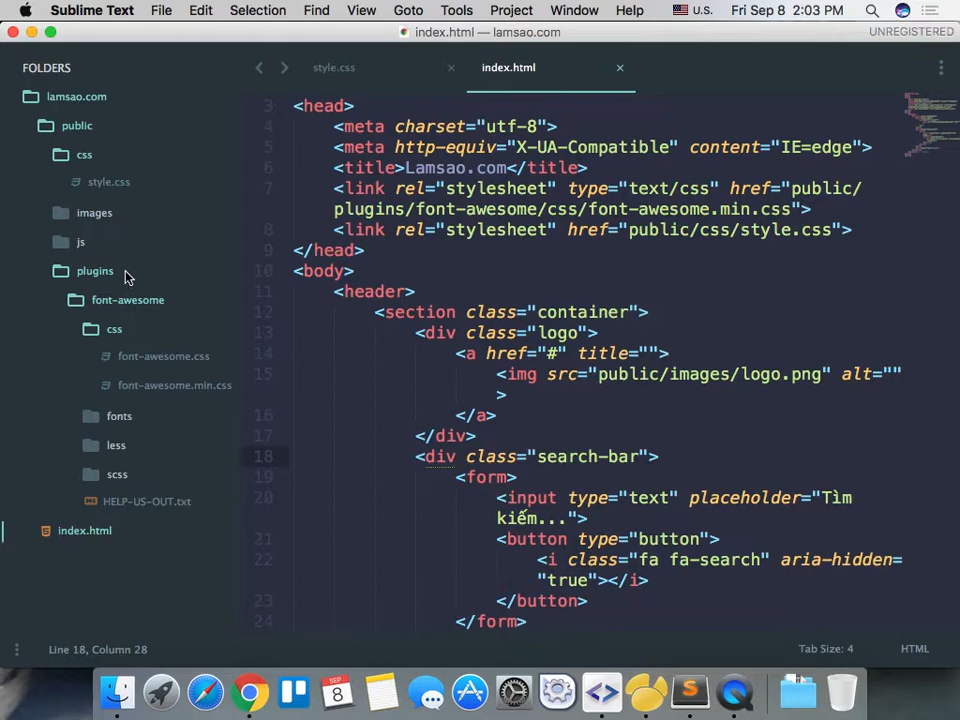 Sublime Text File Edit Selection Find View Goto Tools Project Window Help U.S. Fri Sep 8 2:03 PM
index.html — lamsao.com UNREGISTERED
FOLDERS
lamsao.com
public
css
style.css
images
js
plugins
font-awesome
css
font-awesome.css
font-awesome.min.css
fonts
less
scss
HELP-US-OUT.txt
index.html
style.css index.html
3 <head>
4 <meta charset="utf-8">
5 <meta http-equiv="X-UA-Compatible" content="IE=edge">
6 <title>Lamsao.com</title>
7 <link rel="stylesheet" type="text/css" href="public/
plugins/font-awesome/css/font-awesome.min.css">
8 <link rel="stylesheet" href="public/css/style.css">
9 </head>
10 <body>
11 <header>
12 <section class="container">
13 <div class="logo">
14 <a href="#" title="">
15 <img src="public/images/logo.png" alt=""
>
16 </a>
17 </div>
18 <div class="search-bar">
19 <form>
20 <input type="text" placeholder="Tìm
kiếm...">
21 <button type="button">
22 <i class="fa fa-search" aria-hidden=
"true"></i>
23 </button>
24 </form>
Line 18, Column 28 Tab Size: 4 HTML
SEP
8